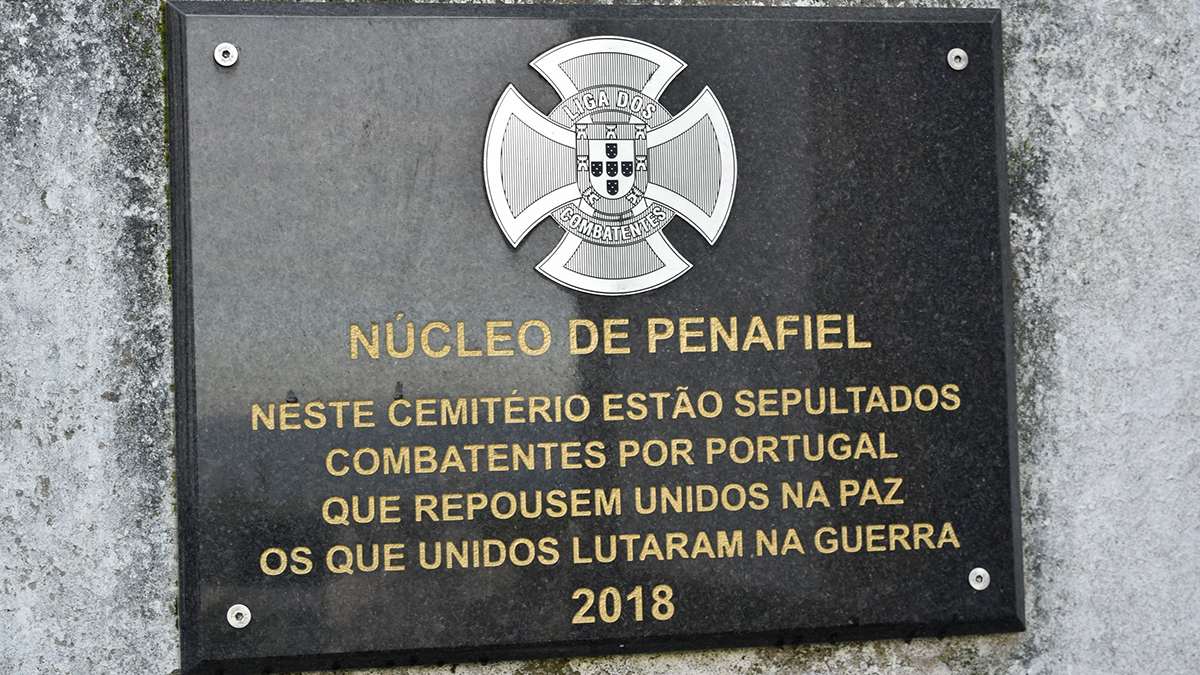 LIGA DOS
COMBATENTES
NÚCLEO DE PENAFIEL
NESTE CEMITÉRIO ESTÃO SEPULTADOS
COMBATENTES POR PORTUGAL
QUE REPOUSEM UNIDOS NA PAZ
OS QUE UNIDOS LUTARAM NA GUERRA
2018